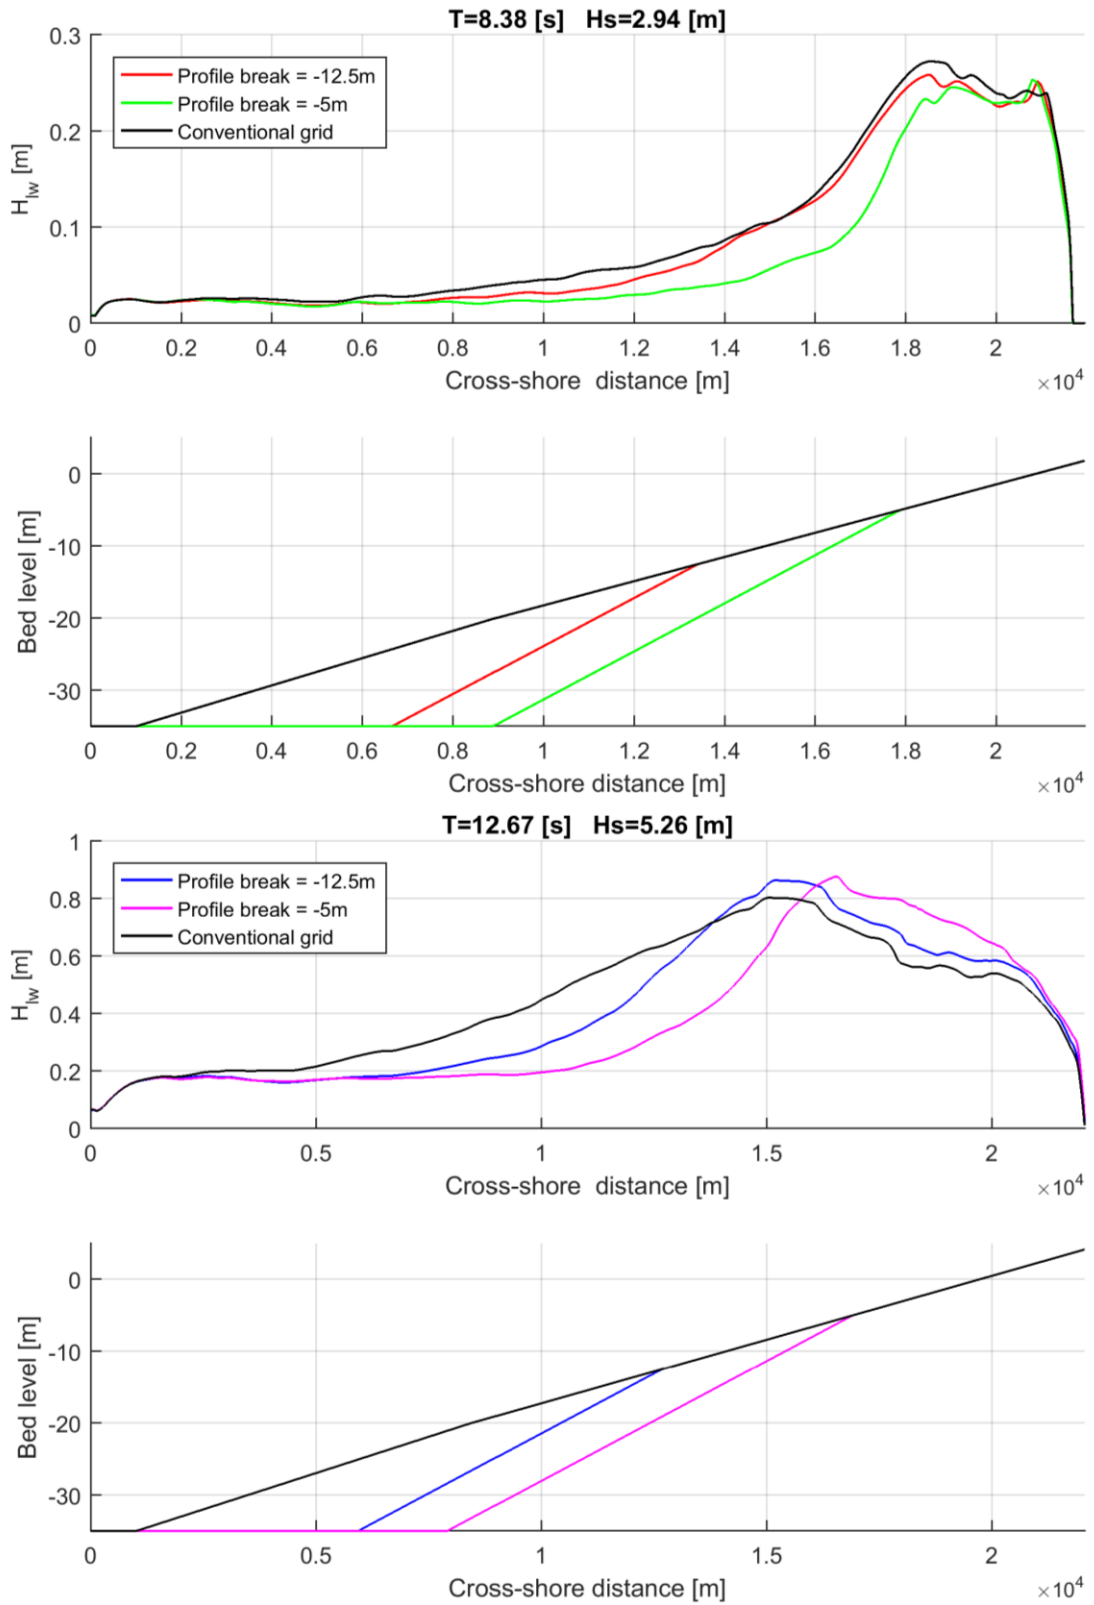 T=8.38 [s]   Hs=2.94 [m]
0.3
0.2
0.1
0
H_lw [m]
Profile break = -12.5m
Profile break = -5m
Conventional grid
0 0.2 0.4 0.6 0.8 1 1.2 1.4 1.6 1.8 2
Cross-shore distance [m]
×10^4
0
-10
-20
-30
Bed level [m]
0 0.2 0.4 0.6 0.8 1 1.2 1.4 1.6 1.8 2
Cross-shore distance [m]
×10^4
T=12.67 [s]   Hs=5.26 [m]
1
0.8
0.6
0.4
0.2
0
H_lw [m]
Profile break = -12.5m
Profile break = -5m
Conventional grid
0 0.5 1 1.5 2
Cross-shore distance [m]
×10^4
0
-10
-20
-30
Bed level [m]
0 0.5 1 1.5 2
Cross-shore distance [m]
×10^4